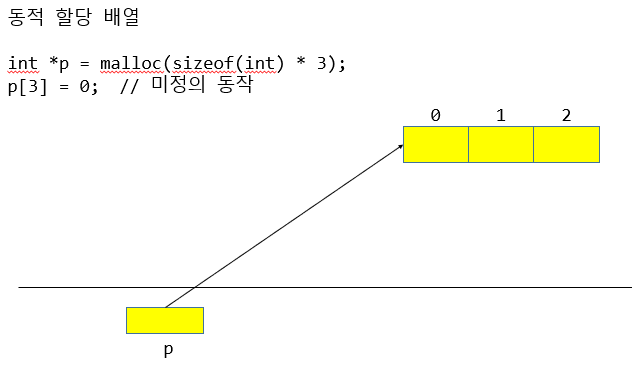 동적 할당 배열
int *p = malloc(sizeof(int) * 3);
p[3] = 0;  // 미정의 동작
0 1 2
p